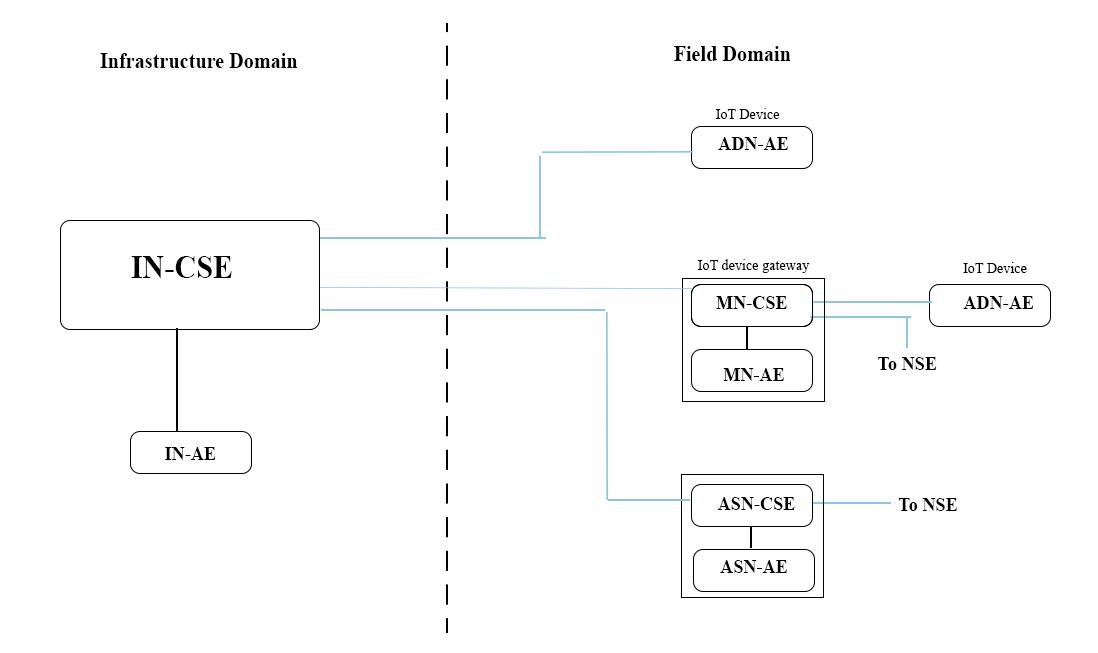 Infrastructure Domain
Field Domain
IoT Device
ADN-AE
IN-CSE
IoT device gateway
MN-CSE
IoT Device
ADN-AE
To NSE
MN-AE
IN-AE
ASN-CSE
To NSE
ASN-AE